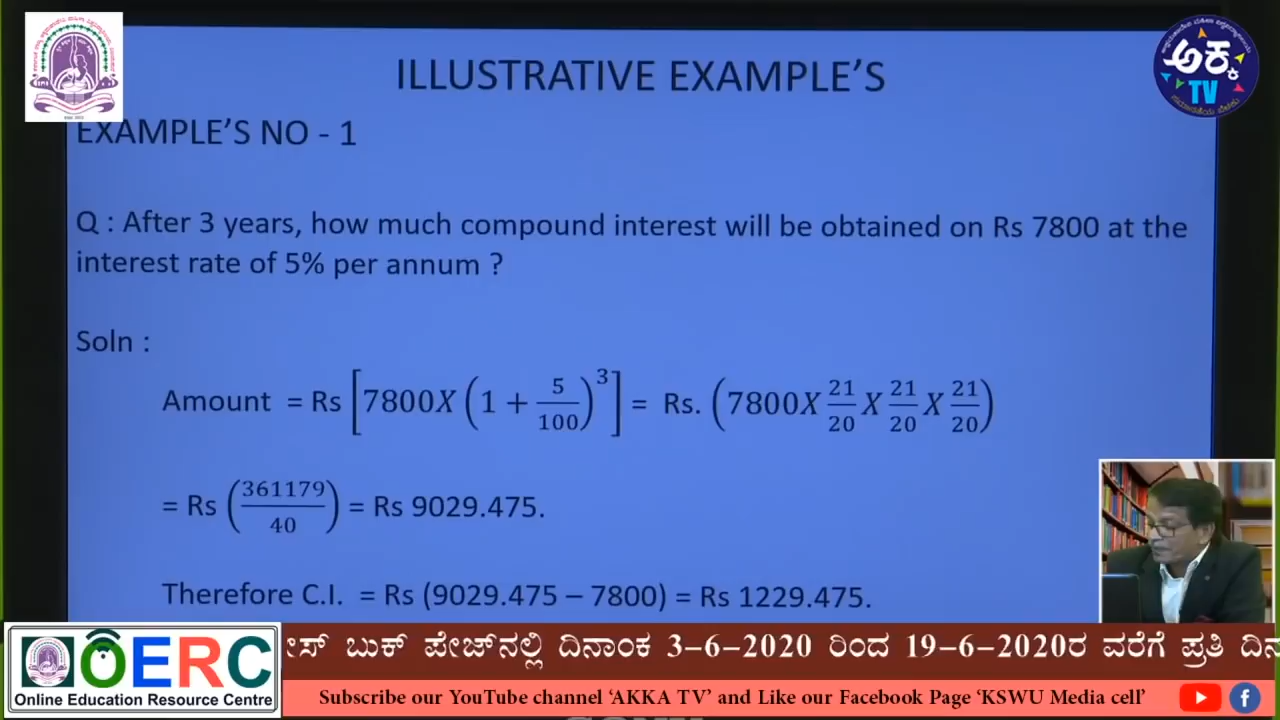 ILLUSTRATIVE EXAMPLE'S
ಅಕ್ಕ
TV
EXAMPLE'S NO - 1
Q : After 3 years, how much compound interest will be obtained on Rs 7800 at the
interest rate of 5% per annum ?
Soln :
Amount = Rs [7800X (1 + 5/100)^3] = Rs. (7800X 21/20 X 21/20 X 21/20)
= Rs (361179/40) = Rs 9029.475.
Therefore C.I. = Rs (9029.475 – 7800) = Rs 1229.475.
OERC
Online Education Resource Centre
ಸ್ ಬುಕ್ ಪೇಜ್‌ನಲ್ಲಿ ದಿನಾಂಕ 3-6-2020 ರಿಂದ 19-6-2020ರ ವರೆಗೆ ಪ್ರತಿ ದಿನ
Subscribe our YouTube channel 'AKKA TV' and Like our Facebook Page 'KSWU Media cell'